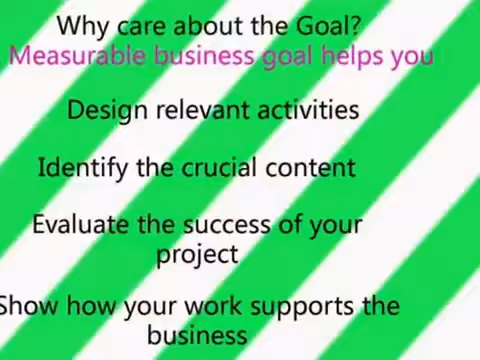 Why care about the Goal?
Measurable business goal helps you
Design relevant activities
Identify the crucial content
Evaluate the success of your
project
Show how your work supports the
business